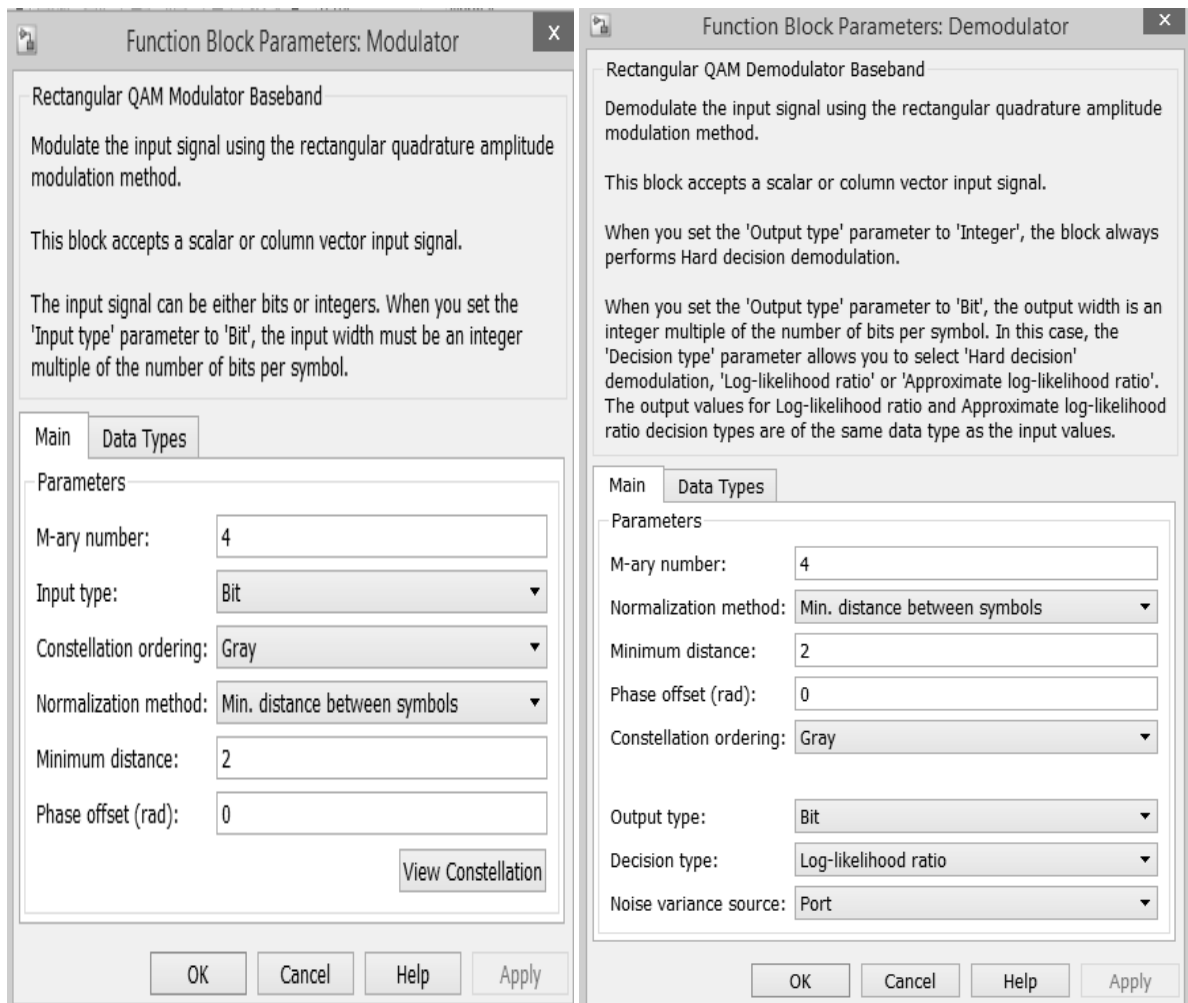 Function Block Parameters: Modulator
X
Rectangular QAM Modulator Baseband
Modulate the input signal using the rectangular quadrature amplitude
modulation method.
This block accepts a scalar or column vector input signal.
The input signal can be either bits or integers. When you set the
'Input type' parameter to 'Bit', the input width must be an integer
multiple of the number of bits per symbol.
Main
Data Types
Parameters
M-ary number:
4
Input type:
Bit
Constellation ordering:
Gray
Normalization method:
Min. distance between symbols
Minimum distance:
2
Phase offset (rad):
0
View Constellation
OK
Cancel
Help
Apply
Function Block Parameters: Demodulator
X
Rectangular QAM Demodulator Baseband
Demodulate the input signal using the rectangular quadrature amplitude
modulation method.
This block accepts a scalar or column vector input signal.
When you set the 'Output type' parameter to 'Integer', the block always
performs Hard decision demodulation.
When you set the 'Output type' parameter to 'Bit', the output width is an
integer multiple of the number of bits per symbol. In this case, the
'Decision type' parameter allows you to select 'Hard decision'
demodulation, 'Log-likelihood ratio' or 'Approximate log-likelihood ratio'.
The output values for Log-likelihood ratio and Approximate log-likelihood
ratio decision types are of the same data type as the input values.
Main
Data Types
Parameters
M-ary number:
4
Normalization method:
Min. distance between symbols
Minimum distance:
2
Phase offset (rad):
0
Constellation ordering:
Gray
Output type:
Bit
Decision type:
Log-likelihood ratio
Noise variance source:
Port
OK
Cancel
Help
Apply